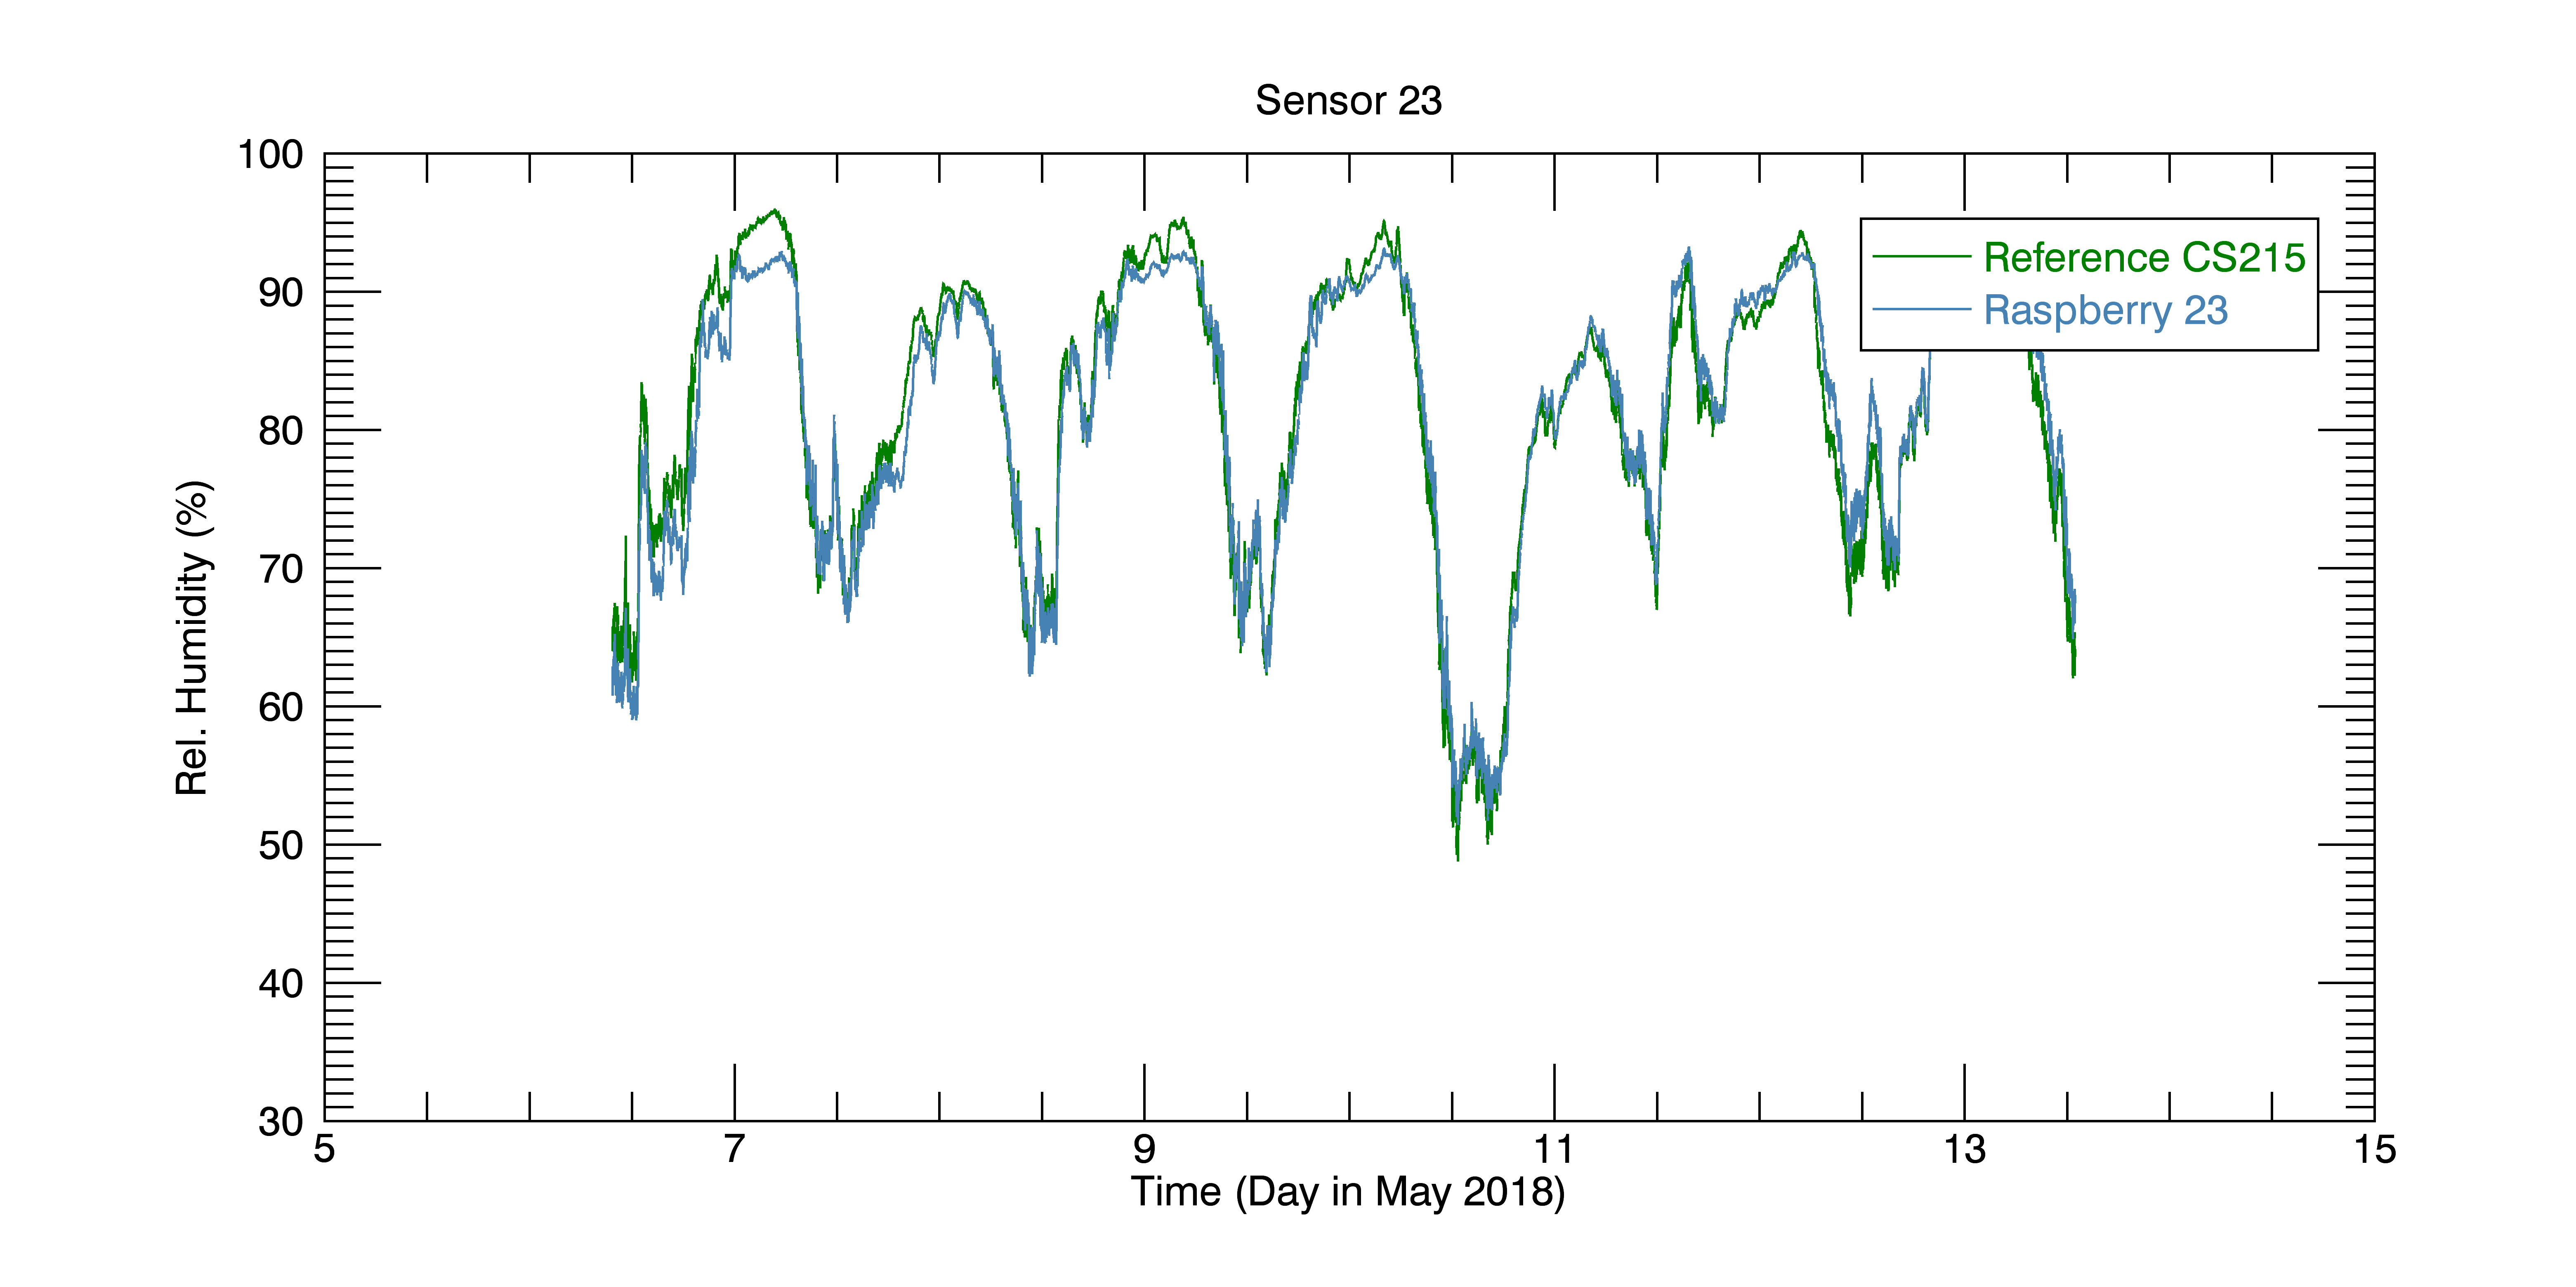 Sensor 23
100
90
80
70
60
50
40
30
Rel. Humidity (%)
Reference CS215
Raspberry 23
5 7 9 11 13 15
Time (Day in May 2018)